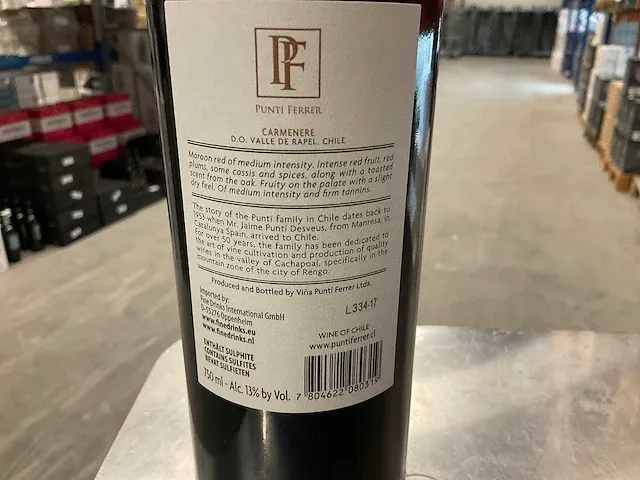 PF
PUNTÍ FERRER
CARMENERE
D.O. VALLE DE RAPEL, CHILE
Maroon red of medium intensity. Intense red fruit, red
plums, some cassis and spices, along with a toasted
scent from the oak. Fruity on the palate with a slight
dry feel. Of medium intensity and firm tannins.
The story of the Puntí family in Chile dates back to
1953 when Mr. Jaime Puntí Desveus, from Manresa, in
Catalunya Spain, arrived to Chile.
For over 50 years, the family has been dedicated to
the art of vine cultivation and production of quality
wines in the valley of Cachapoal, specifically in the
mountain zone of the city of Rengo.
Produced and Bottled by Viña Puntí Ferrer Ltda.
Imported by:
Fine Drinks International GmbH
D-55276 Oppenheim
www.finedrinks.eu
www.finedrinks.nl
L334-17
ENTHÄLT SULPHITE
CONTAINS SULFITES
BEVAT SULFIETEN
750 ml - Alc. 13% by Vol.
WINE OF CHILE
www.puntiferrer.cl
7 804622 080319